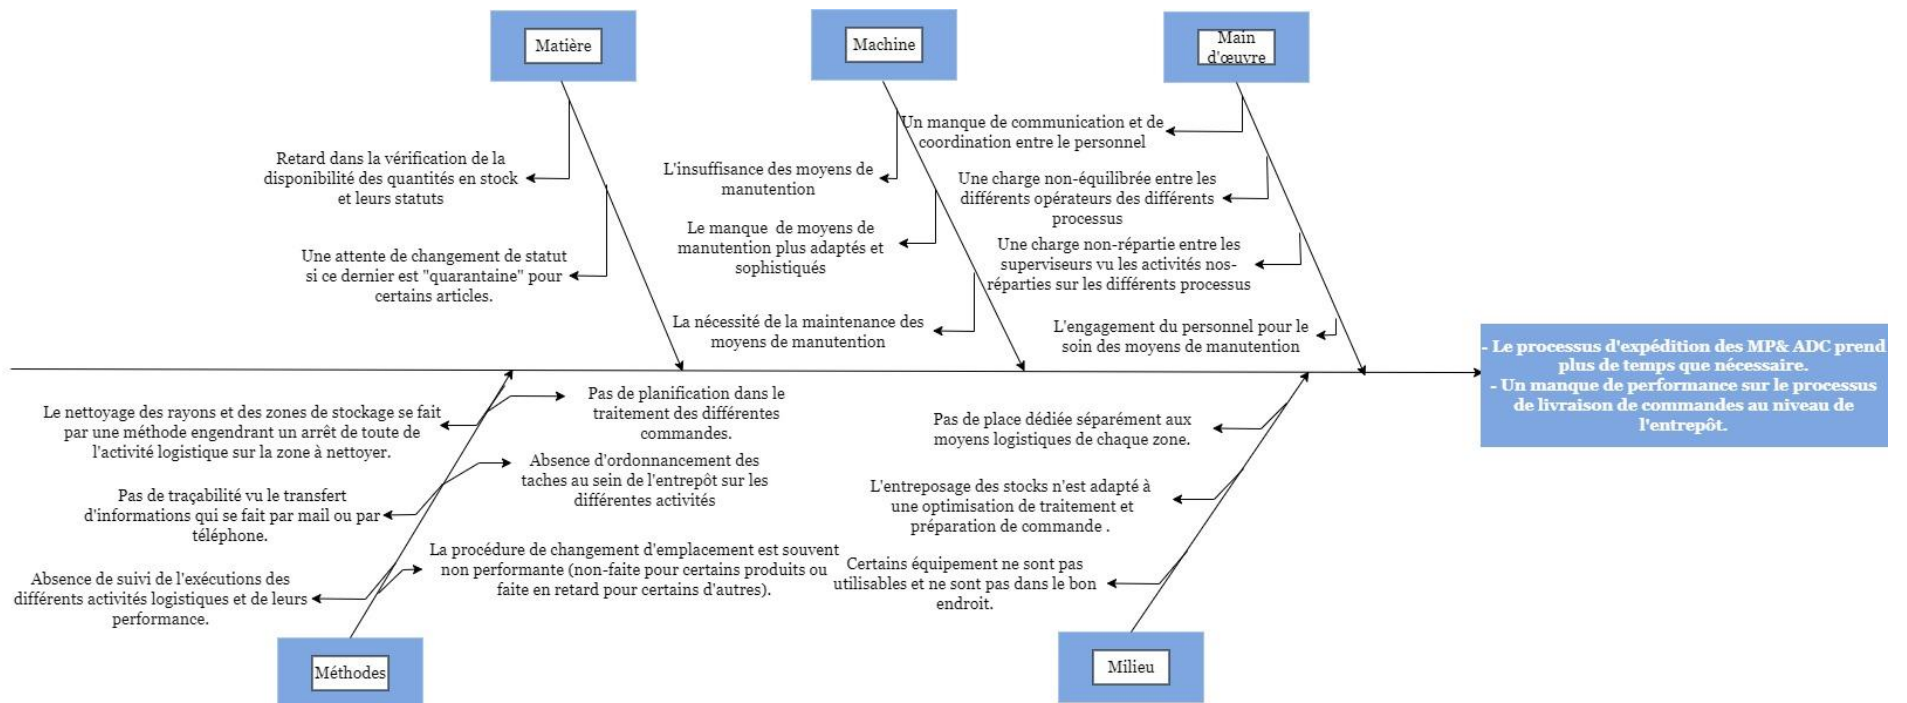 Matière
Machine
Main
d'œuvre
Retard dans la vérification de la
disponibilité des quantités en stock
et leurs statuts
Une attente de changement de statut
si ce dernier est "quarantaine" pour
certains articles.
L'insuffisance des moyens de
manutention
Le manque  de moyens de
manutention plus adaptés et
sophistiqués
La nécessité de la maintenance des
moyens de manutention
Un manque de communication et de
coordination entre le personnel
Une charge non-équilibrée entre les
différents opérateurs des différents
processus
Une charge non-répartie entre les
superviseurs vu les activités nos-
réparties sur les différents processus
L'engagement du personnel pour le
soin des moyens de manutention
- Le processus d'expédition des MP& ADC prend
plus de temps que nécessaire.
- Un manque de performance sur le processus
de livraison de commandes au niveau de
l'entrepôt.
Le nettoyage des rayons et des zones de stockage se fait
par une méthode engendrant un arrêt de toute de
l'activité logistique sur la zone à nettoyer.
Pas de traçabilité vu le transfert
d'informations qui se fait par mail ou par
téléphone.
Absence de suivi de l'exécutions des
différents activités logistiques et de leurs
performance.
Pas de planification dans le
traitement des différentes
commandes.
Absence d'ordonnancement des
taches au sein de l'entrepôt sur les
différentes activités
La procédure de changement d'emplacement est souvent
non performante (non-faite pour certains produits ou
faite en retard pour certains d'autres).
Pas de place dédiée séparément aux
moyens logistiques de chaque zone.
L'entreposage des stocks n'est adapté à
une optimisation de traitement et
préparation de commande .
Certains équipement ne sont pas
utilisables et ne sont pas dans le bon
endroit.
Méthodes
Milieu